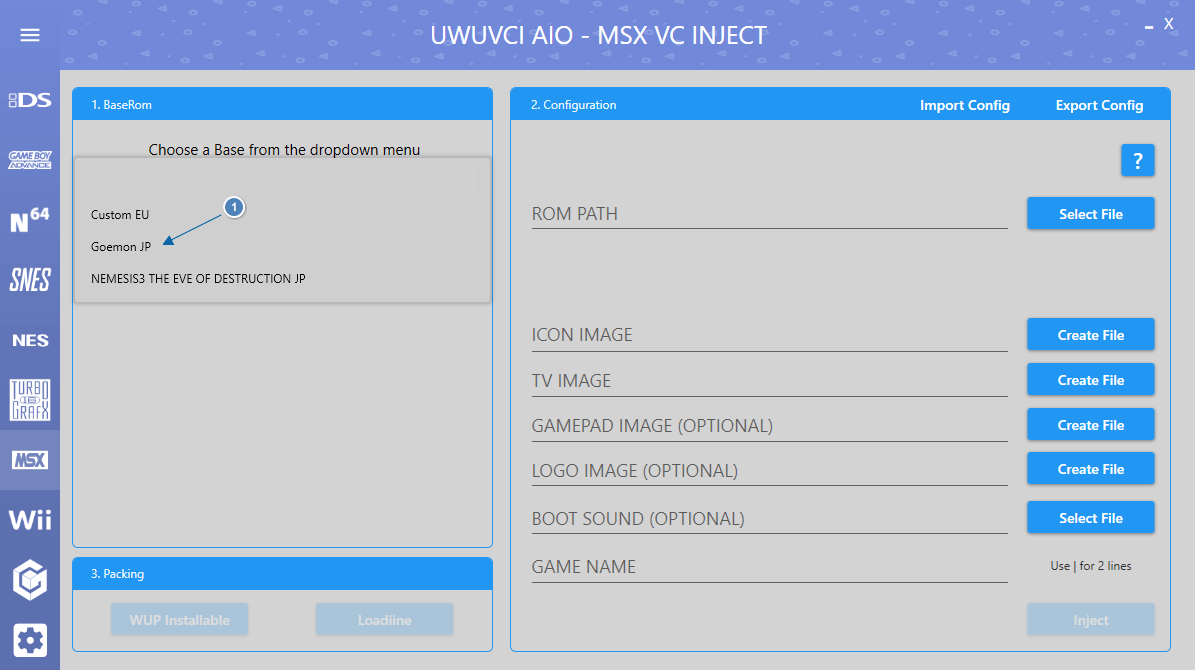 UWUVCI AIO - MSX VC INJECT
X
DS
GAME BOY
ADVANCE
N64
SNES
NES
TURBO
16
GRAFX
MSX
Wii
1. BaseRom
Choose a Base from the dropdown menu
1
Custom EU
Goemon JP
NEMESIS3 THE EVE OF DESTRUCTION JP
3. Packing
WUP Installable
Loadiine
2. Configuration
Import Config
Export Config
?
ROM PATH
Select File
ICON IMAGE
Create File
TV IMAGE
Create File
GAMEPAD IMAGE (OPTIONAL)
Create File
LOGO IMAGE (OPTIONAL)
Create File
BOOT SOUND (OPTIONAL)
Select File
GAME NAME
Use | for 2 lines
Inject